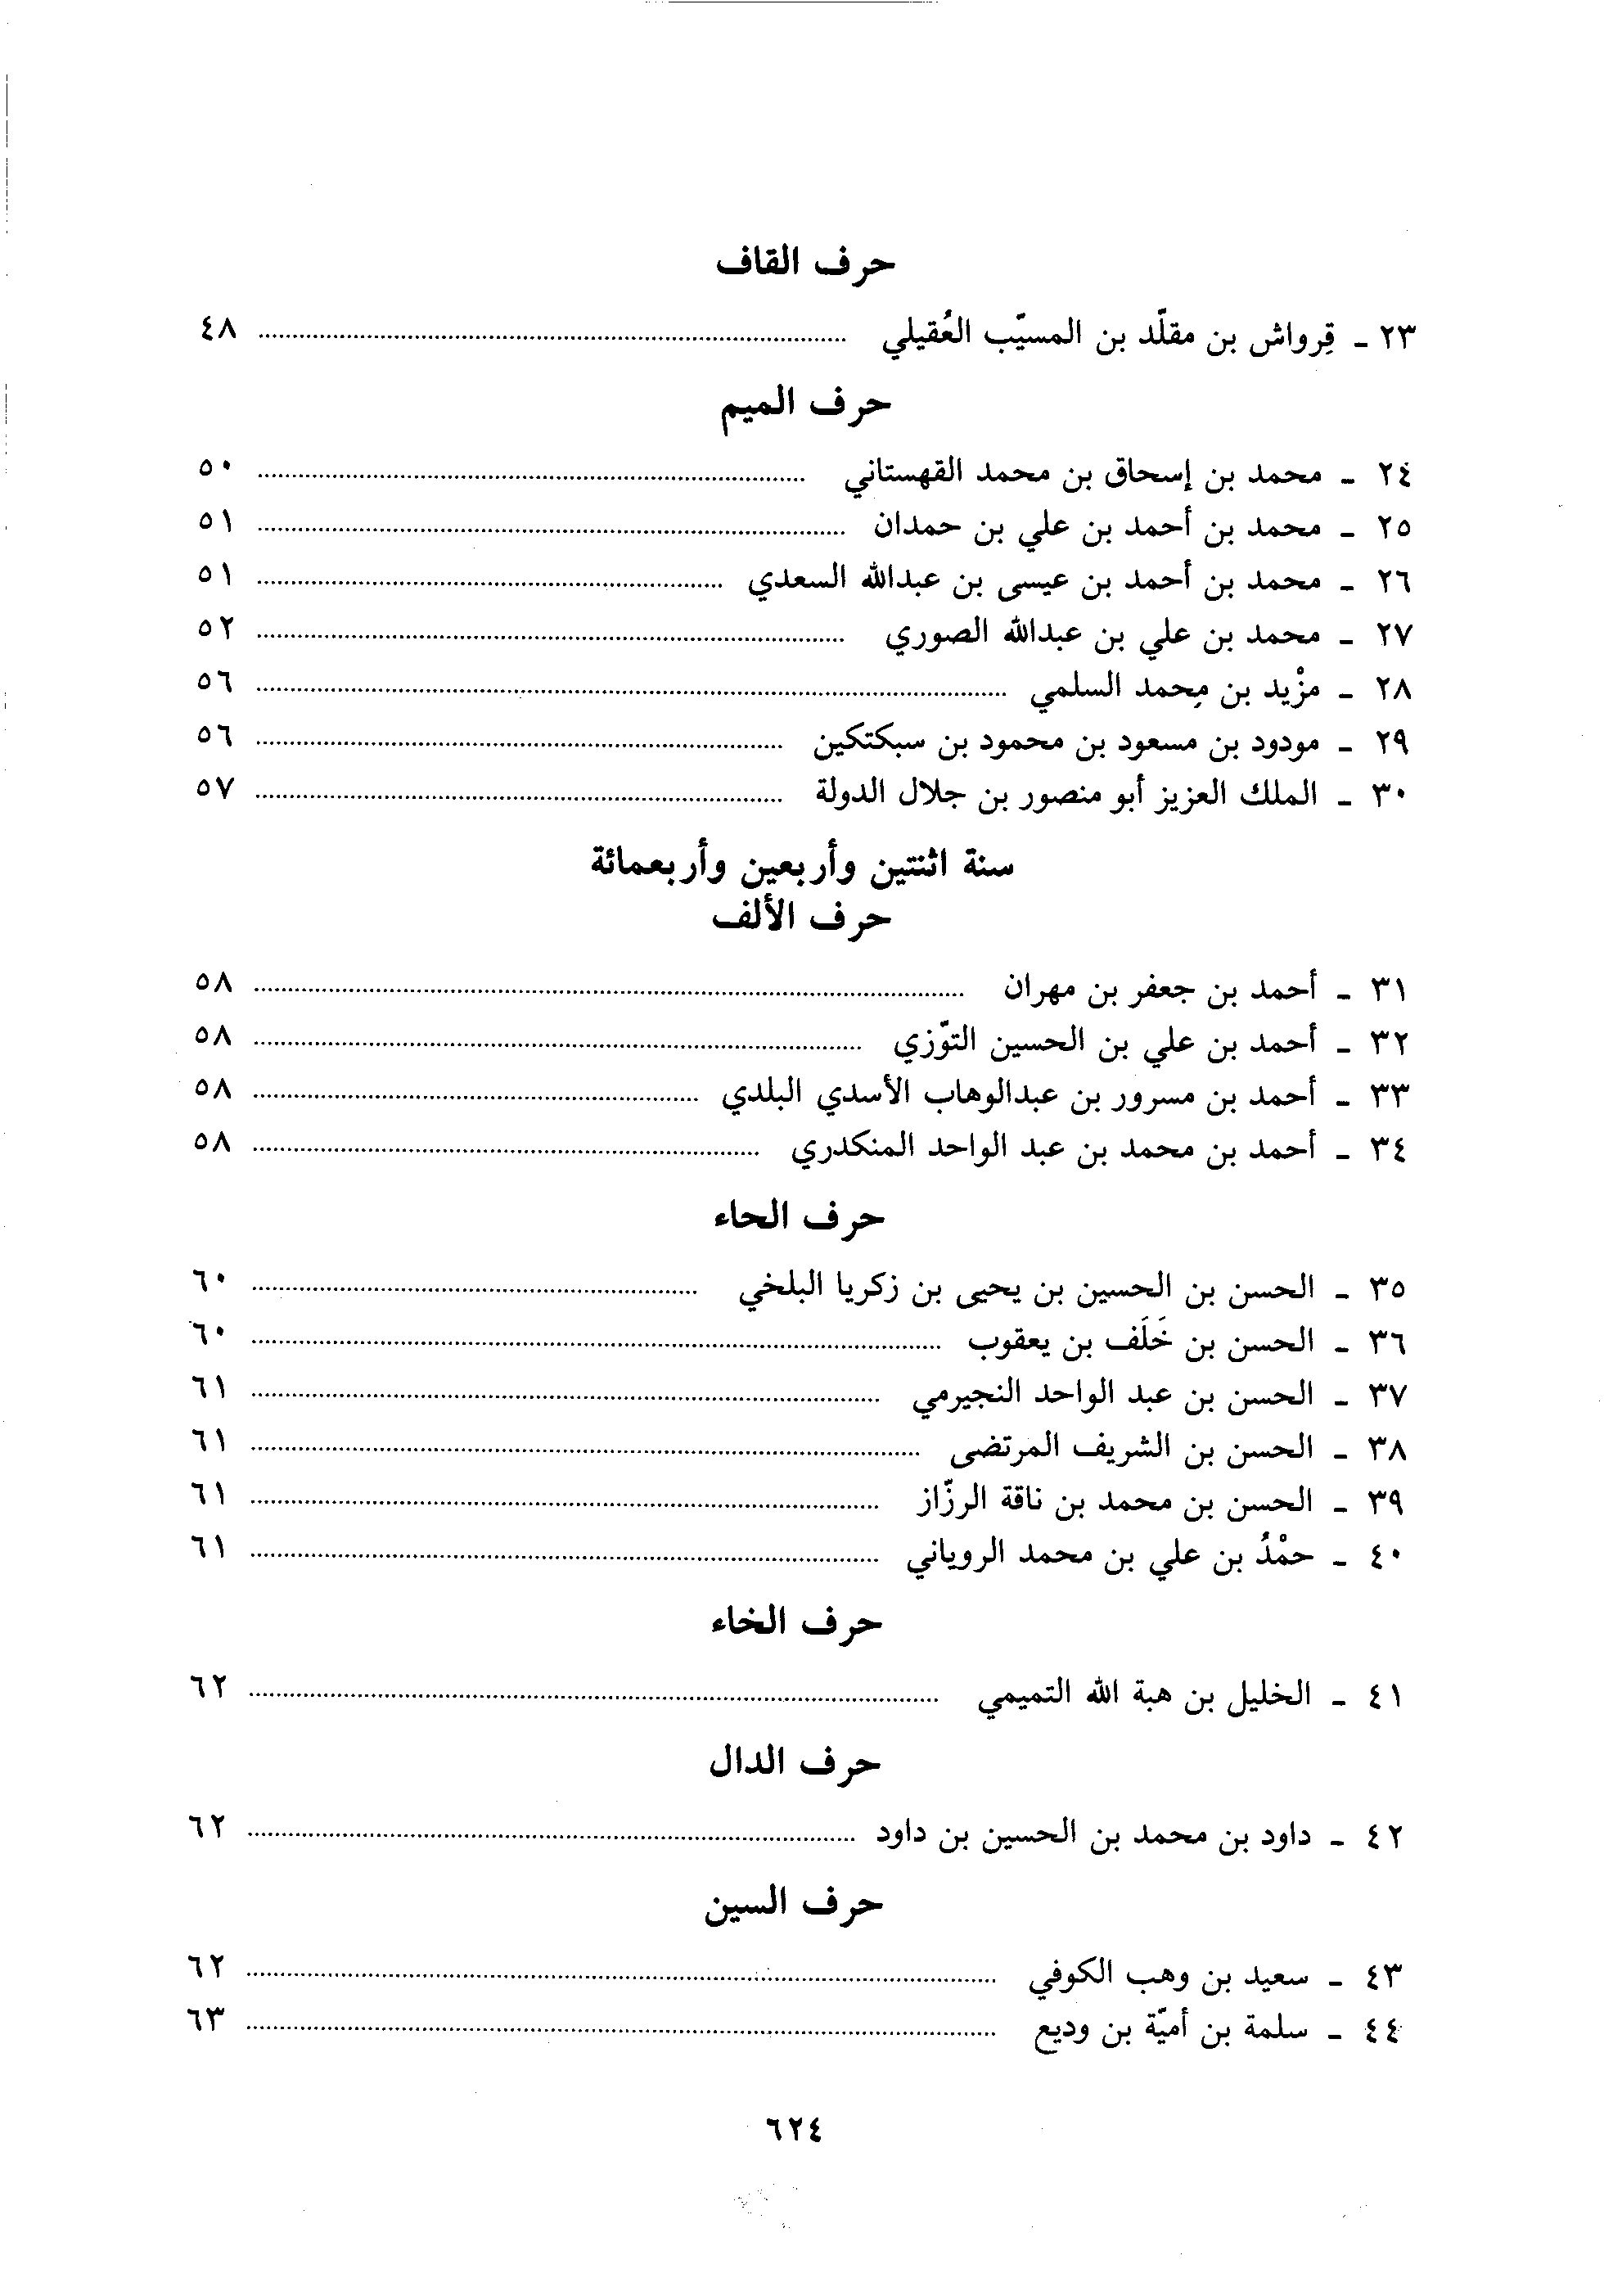 حرف القاف
٢٣ ـ قِرواش بن مقلّد بن المسيّب العُقيلي ........ ٤٨
حرف الميم
٢٤ ـ محمد بن إسحاق بن محمد القهستاني ........ ٥٠
٢٥ ـ محمد بن أحمد بن علي بن حمدان ........ ٥١
٢٦ ـ محمد بن أحمد بن عيسى بن عبدالله السعدي ........ ٥١
٢٧ ـ محمد بن علي بن عبدالله الصوري ........ ٥٢
٢٨ ـ مزْيد بن محمد السلمي ........ ٥٦
٢٩ ـ مودود بن مسعود بن محمود بن سبكتكين ........ ٥٦
٣٠ ـ الملك العزيز أبو منصور بن جلال الدولة ........ ٥٧
سنة اثنتين وأربعين وأربعمائة
حرف الألف
٣١ ـ أحمد بن جعفر بن مهران ........ ٥٨
٣٢ ـ أحمد بن علي بن الحسين التوّزي ........ ٥٨
٣٣ ـ أحمد بن مسرور بن عبدالوهاب الأسدي البلدي ........ ٥٨
٣٤ ـ أحمد بن محمد بن عبد الواحد المنكدري ........ ٥٨
حرف الحاء
٣٥ ـ الحسن بن الحسين بن يحيى بن زكريا البلخي ........ ٦٠
٣٦ ـ الحسن بن خَلَف بن يعقوب ........ ٦٠
٣٧ ـ الحسن بن عبد الواحد النجيرمي ........ ٦١
٣٨ ـ الحسن بن الشريف المرتضى ........ ٦١
٣٩ ـ الحسن بن محمد بن ناقة الرزّاز ........ ٦١
٤٠ ـ حمْدُ بن علي بن محمد الروياني ........ ٦١
حرف الخاء
٤١ ـ الخليل بن هبة الله التميمي ........ ٦٢
حرف الدال
٤٢ ـ داود بن محمد بن الحسين بن داود ........ ٦٢
حرف السين
٤٣ ـ سعيد بن وهب الكوفي ........ ٦٢
٤٤ ـ سلمة بن أميّة بن وديع ........ ٦٣
٦٢٤